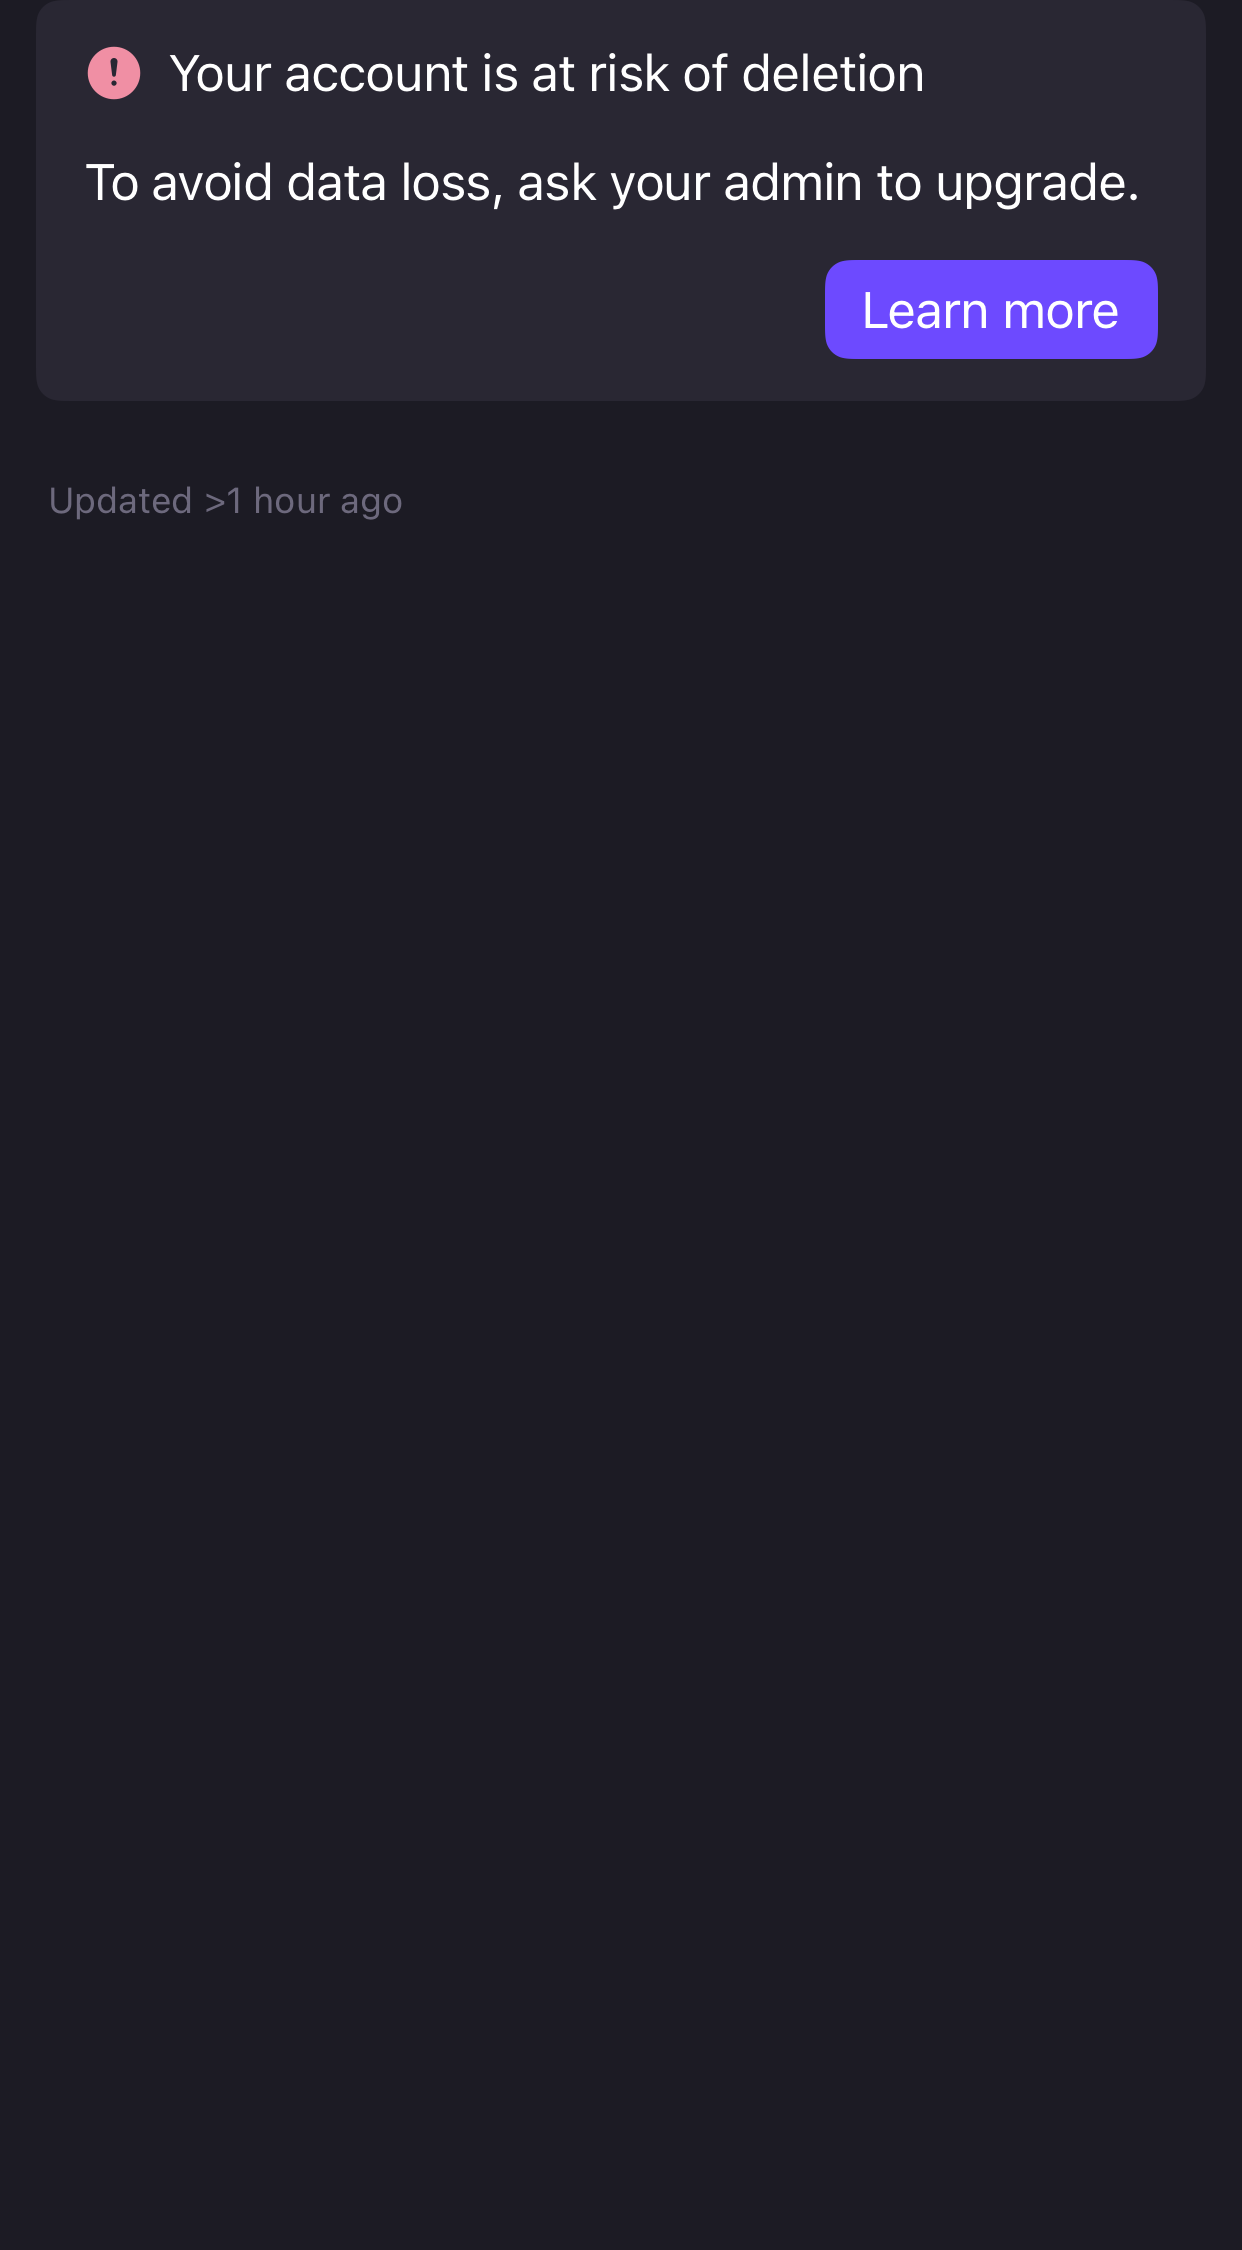 Your account is at risk of deletion
To avoid data loss, ask your admin to upgrade.
Learn more
Updated >1 hour ago